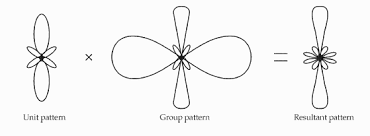 Unit pattern
×
Group pattern
=
Resultant pattern